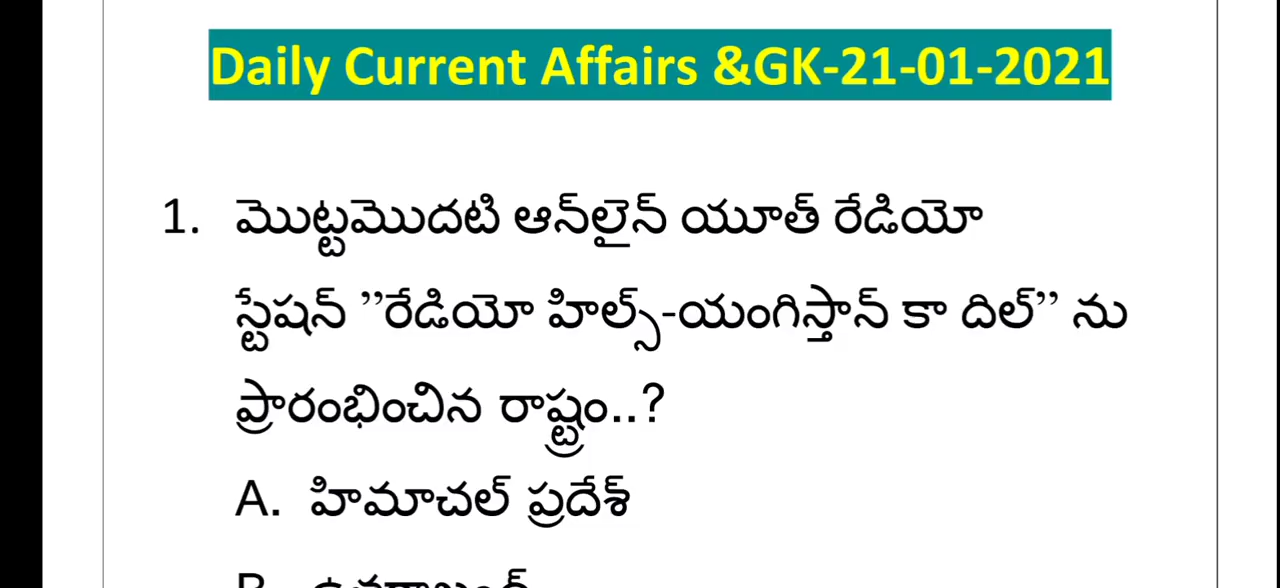 Daily Current Affairs &GK-21-01-2021
1. మొట్టమొదటి ఆన్‌లైన్ యూత్ రేడియో
స్టేషన్ ”రేడియో హిల్స్-యంగిస్తాన్ కా దిల్” ను
ప్రారంభించిన రాష్ట్రం..?
A. హిమాచల్ ప్రదేశ్
B.